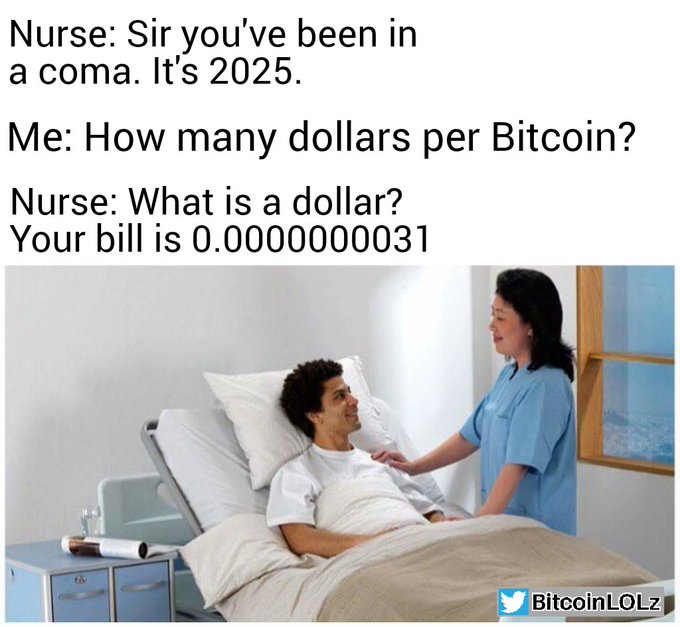 Nurse: Sir you've been in
a coma. It's 2025.
Me: How many dollars per Bitcoin?
Nurse: What is a dollar?
Your bill is 0.0000000031
BitcoinLOLz